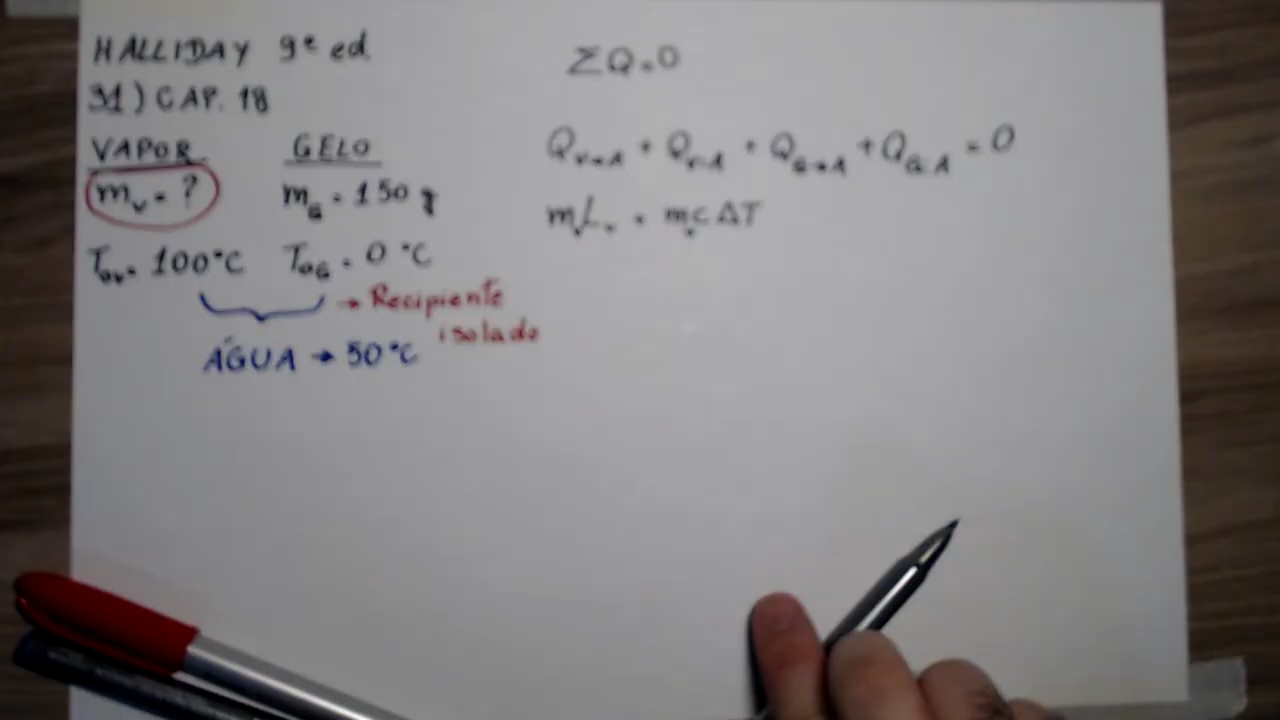 HALLIDAY 9ª ed.
31) CAP. 18
VAPOR
GELO
m_v = ?
m_G = 150 g
T_0v = 100°C
T_0G = 0 °C
→ Recipiente
isolado
ÁGUA → 50°C
ΣQ = 0
Q_v→A + Q_v.A + Q_G→A + Q_G.A = 0
m_v L_v + m_v c ΔT